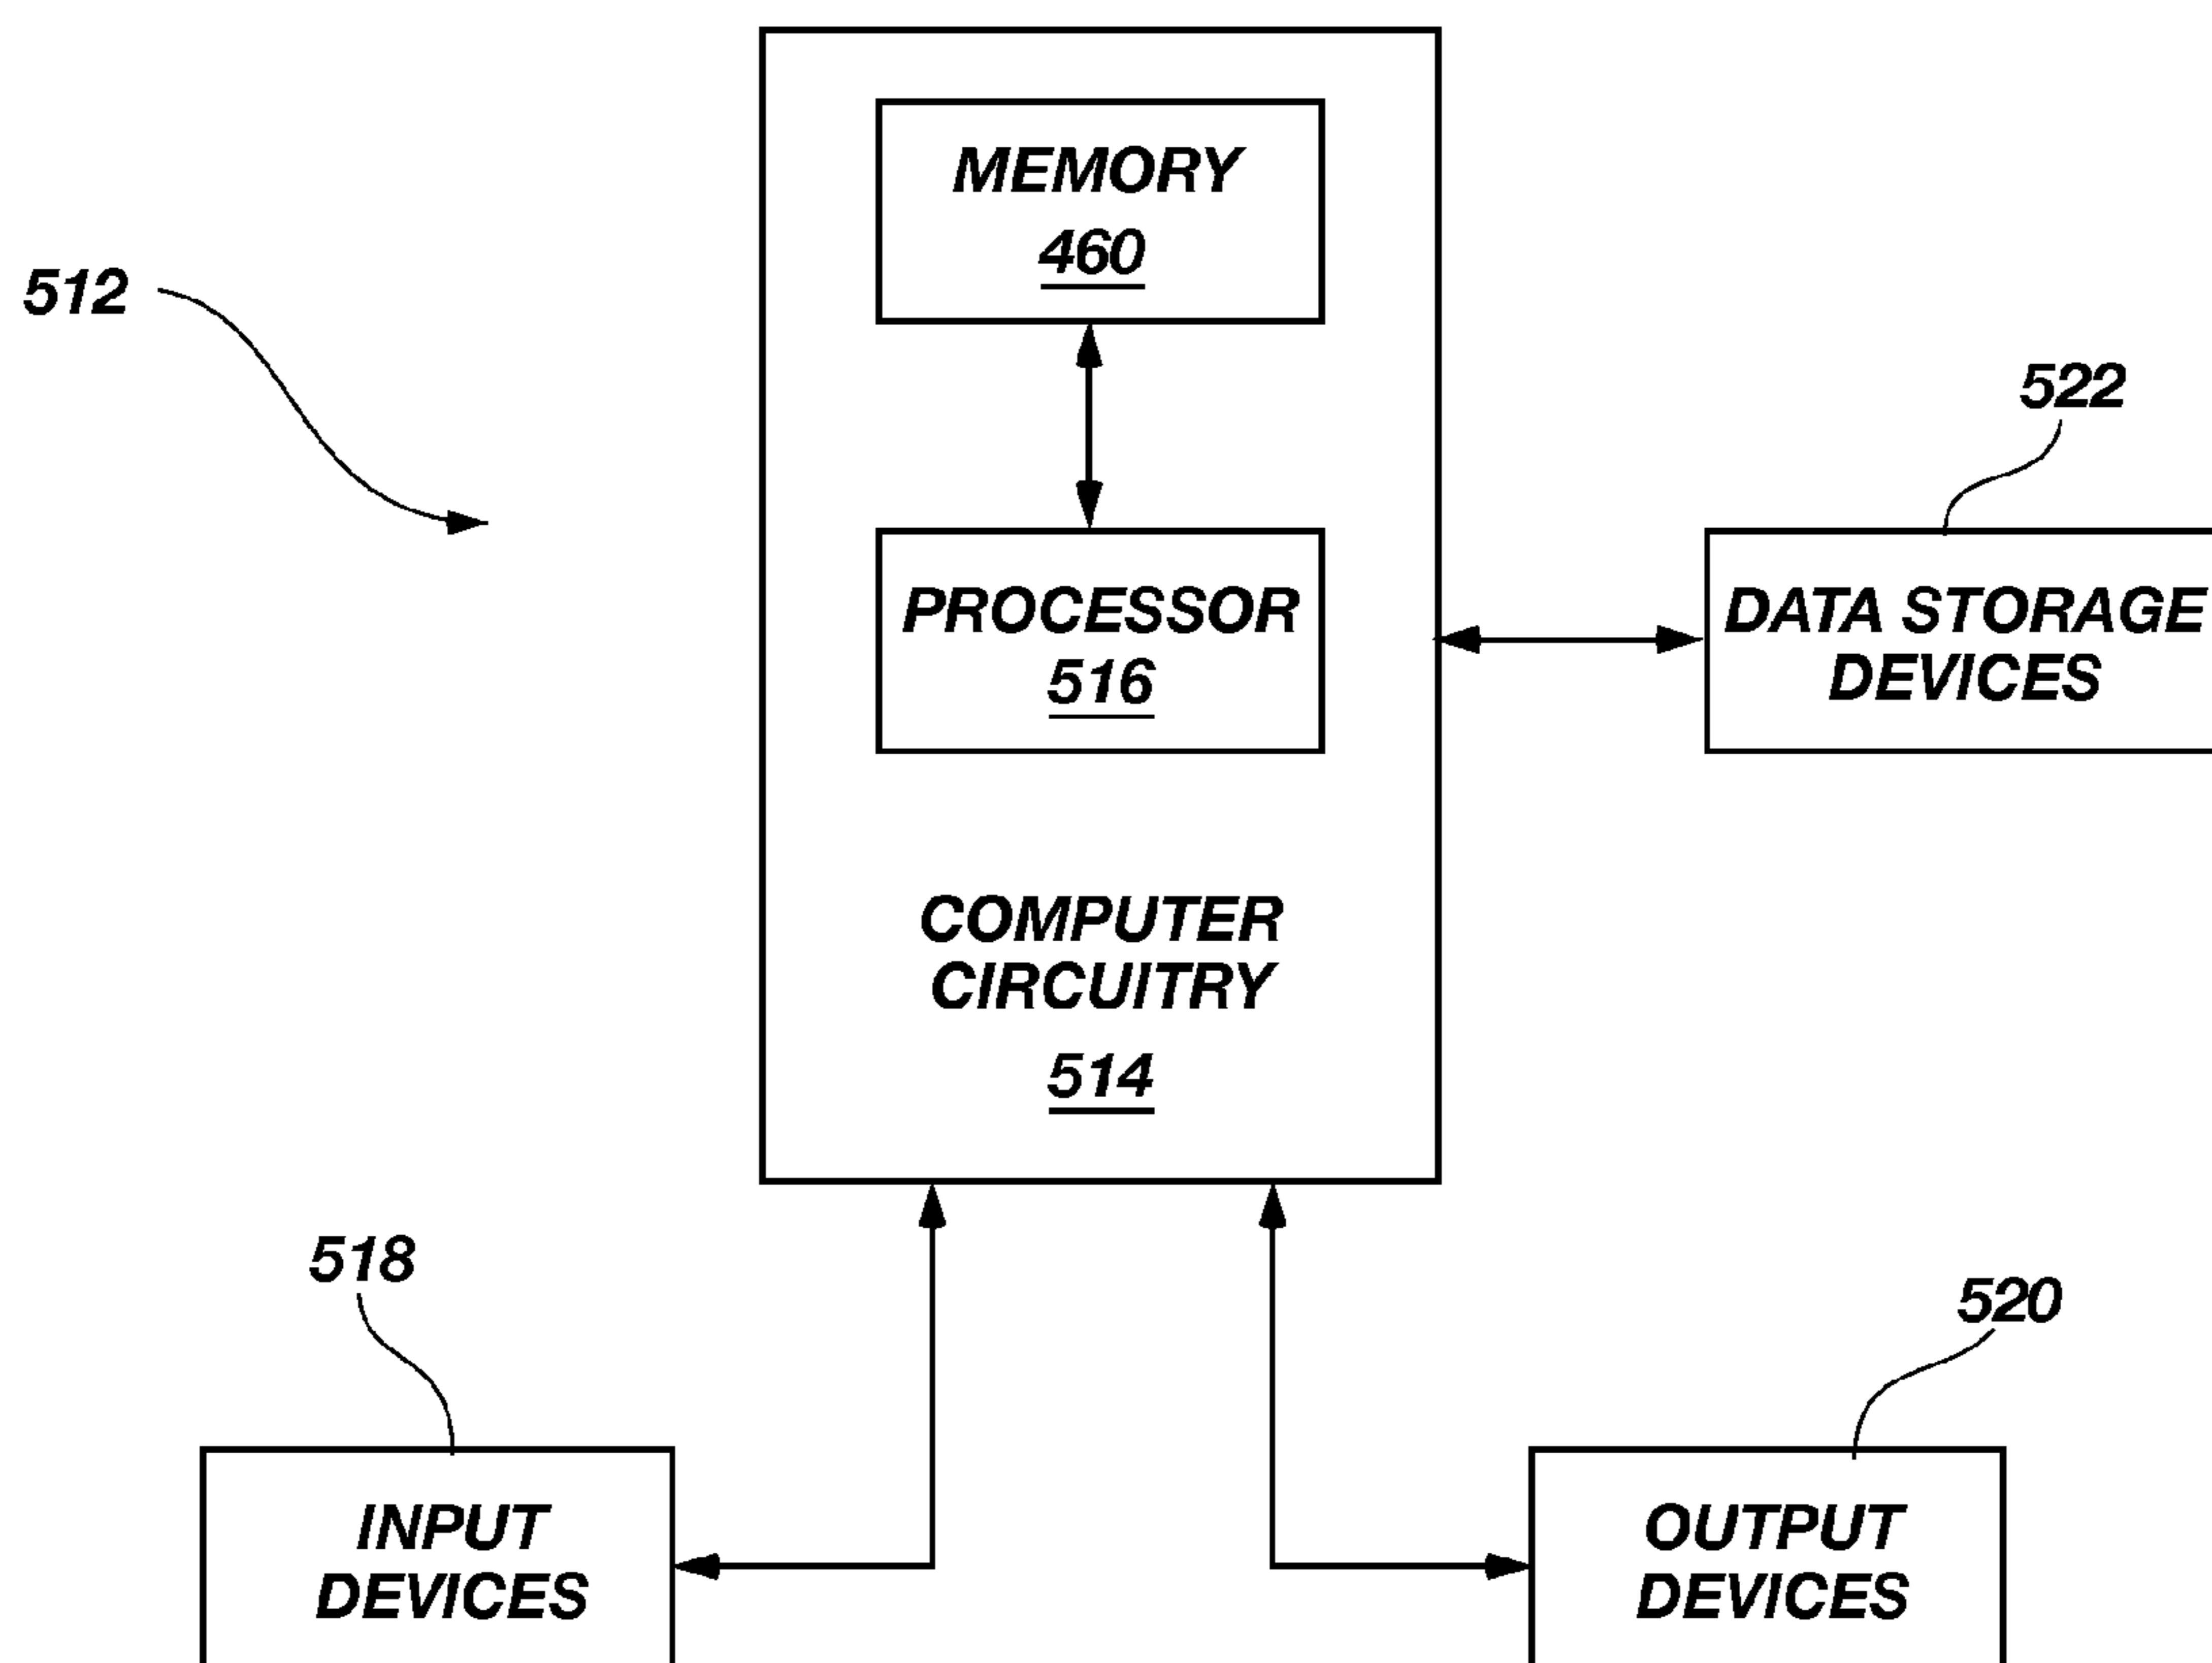 MEMORY
460
512
522
PROCESSOR
516
DATA STORAGE
DEVICES
COMPUTER
CIRCUITRY
514
518
520
INPUT
DEVICES
OUTPUT
DEVICES